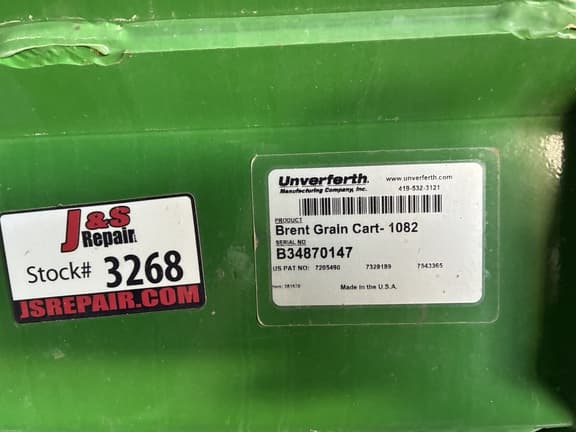 J&S
Repair
Stock# 3268
JSREPAIR.COM
Unverferth. www.unverferth.com
Manufacturing Company, Inc. 419-532-3121
PRODUCT
Brent Grain Cart- 1082
SERIAL NO
B34870147
US PAT NO: 7205490 7329189 7543365
Made in the U.S.A.